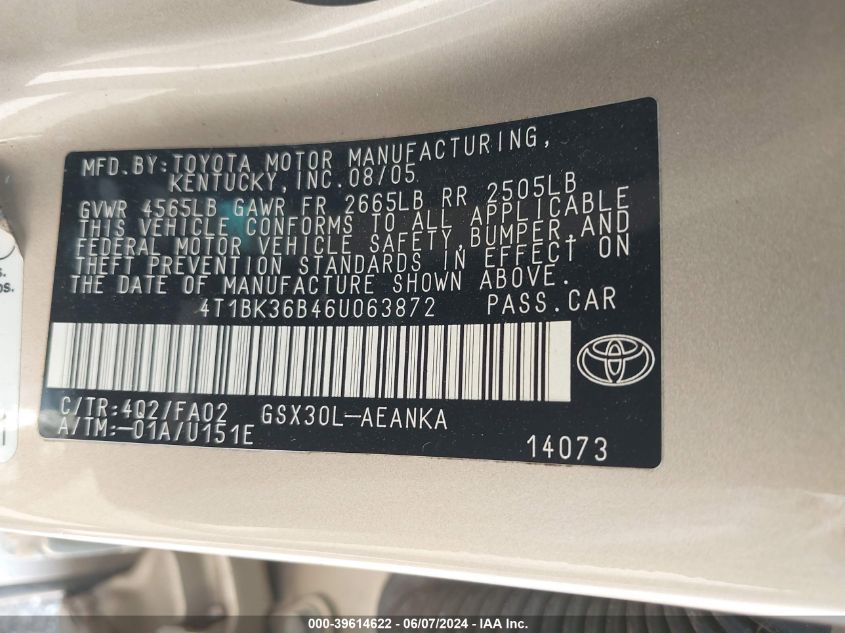 MFD. BY: TOYOTA MOTOR MANUFACTURING,
KENTUCKY, INC. 08/05
GVWR 4565LB GAWR FR 2665LB RR 2505LB
THIS VEHICLE CONFORMS TO ALL APPLICABLE
FEDERAL MOTOR VEHICLE SAFETY, BUMPER, AND
THEFT PREVENTION STANDARDS IN EFFECT ON
THE DATE OF MANUFACTURE SHOWN ABOVE.
4T1BK36B46U063872 PASS. CAR
C/TR: 4Q2/FA02 GSX30L-AEANKA
A/TM: -01A/U151E
14073
000-39614622 - 06/07/2024 - IAA Inc.